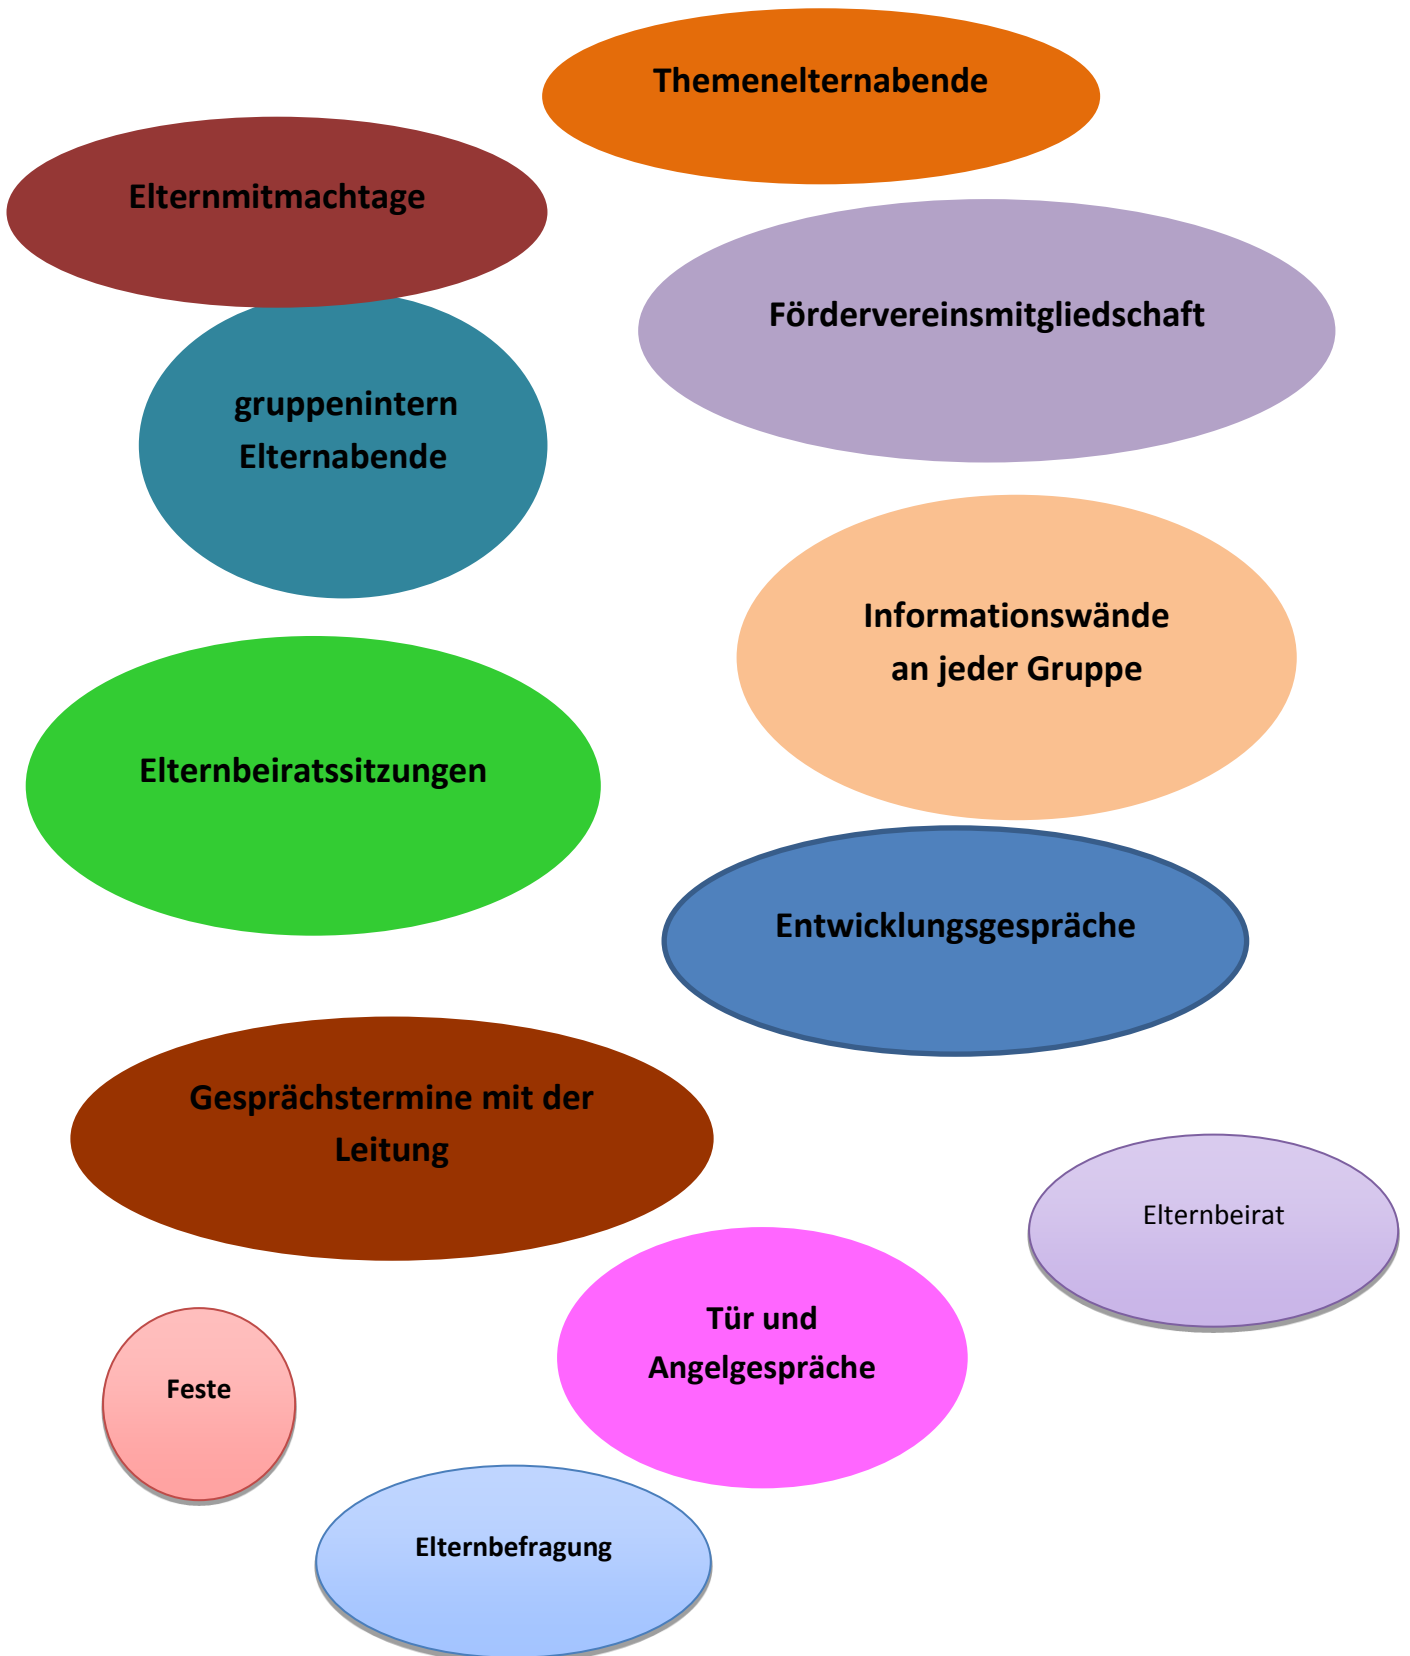 Themenelternabende
Elternmitmachtage
Fördervereinsmitgliedschaft
gruppenintern
Elternabende
Informationswände
an jeder Gruppe
Elternbeiratssitzungen
Entwicklungsgespräche
Gesprächstermine mit der
Leitung
Elternbeirat
Tür und
Angelgespräche
Feste
Elternbefragung